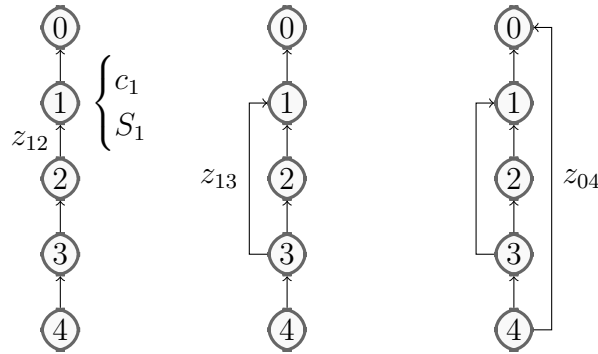 0 0 0
1 { c₁ 1 1
S₁
z₁₂
2 z₁₃ 2 2 z₀₄
3 3 3
4 4 4